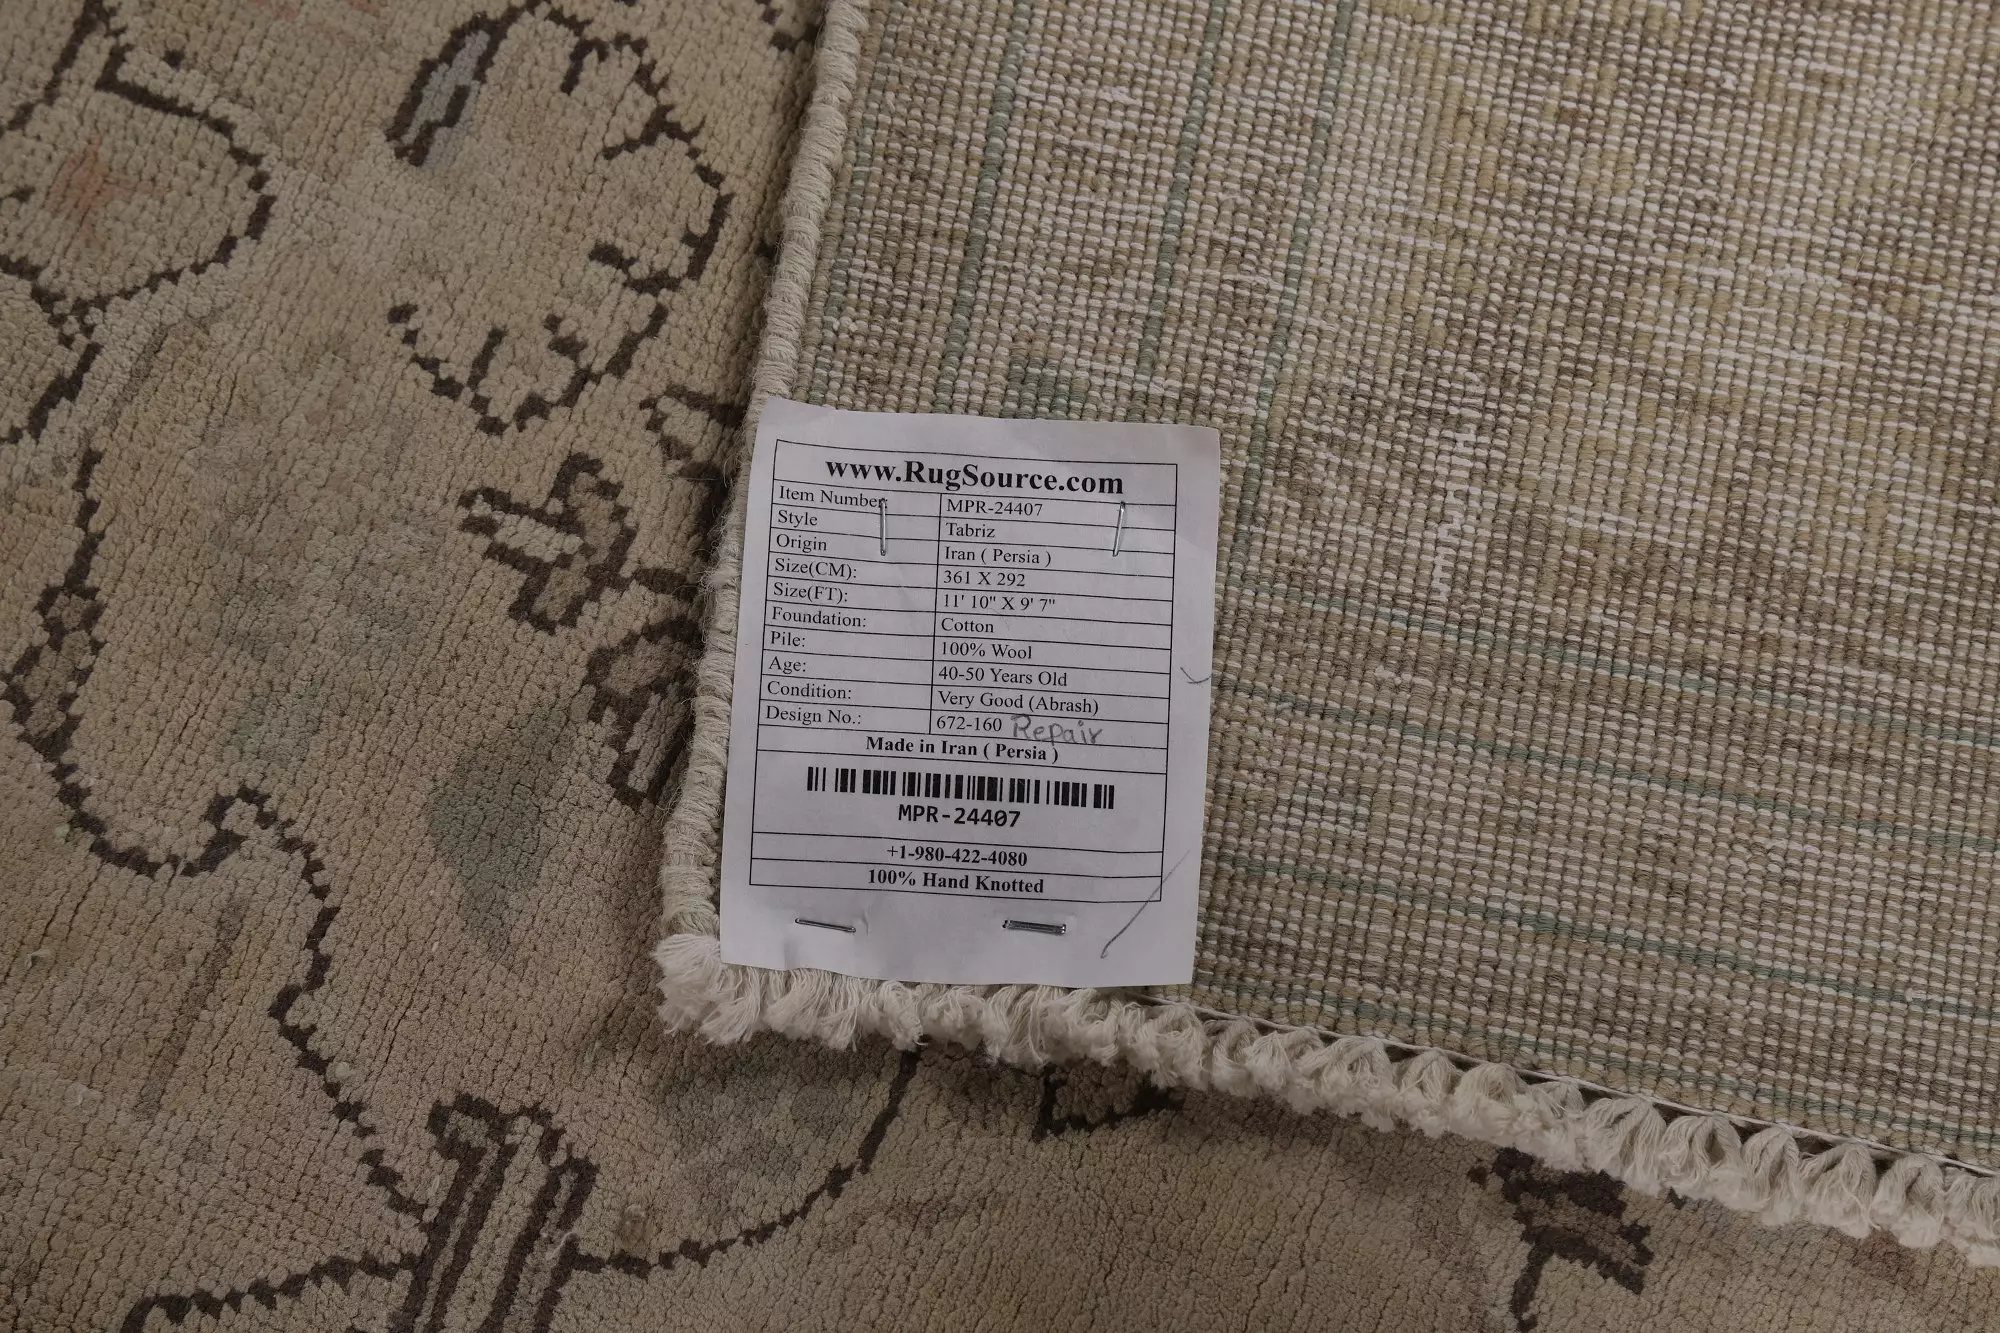 www.RugSource.com
Item Number MPR-24407
Style Tabriz
Origin Iran ( Persia )
Size(CM): 361 X 292
Size(FT): 11' 10" X 9' 7"
Foundation: Cotton
Pile: 100% Wool
Age: 40-50 Years Old
Condition: Very Good (Abrash)
Design No.: 672-160 Repair
Made in Iran ( Persia )
MPR-24407
+1-980-422-4080
100% Hand Knotted